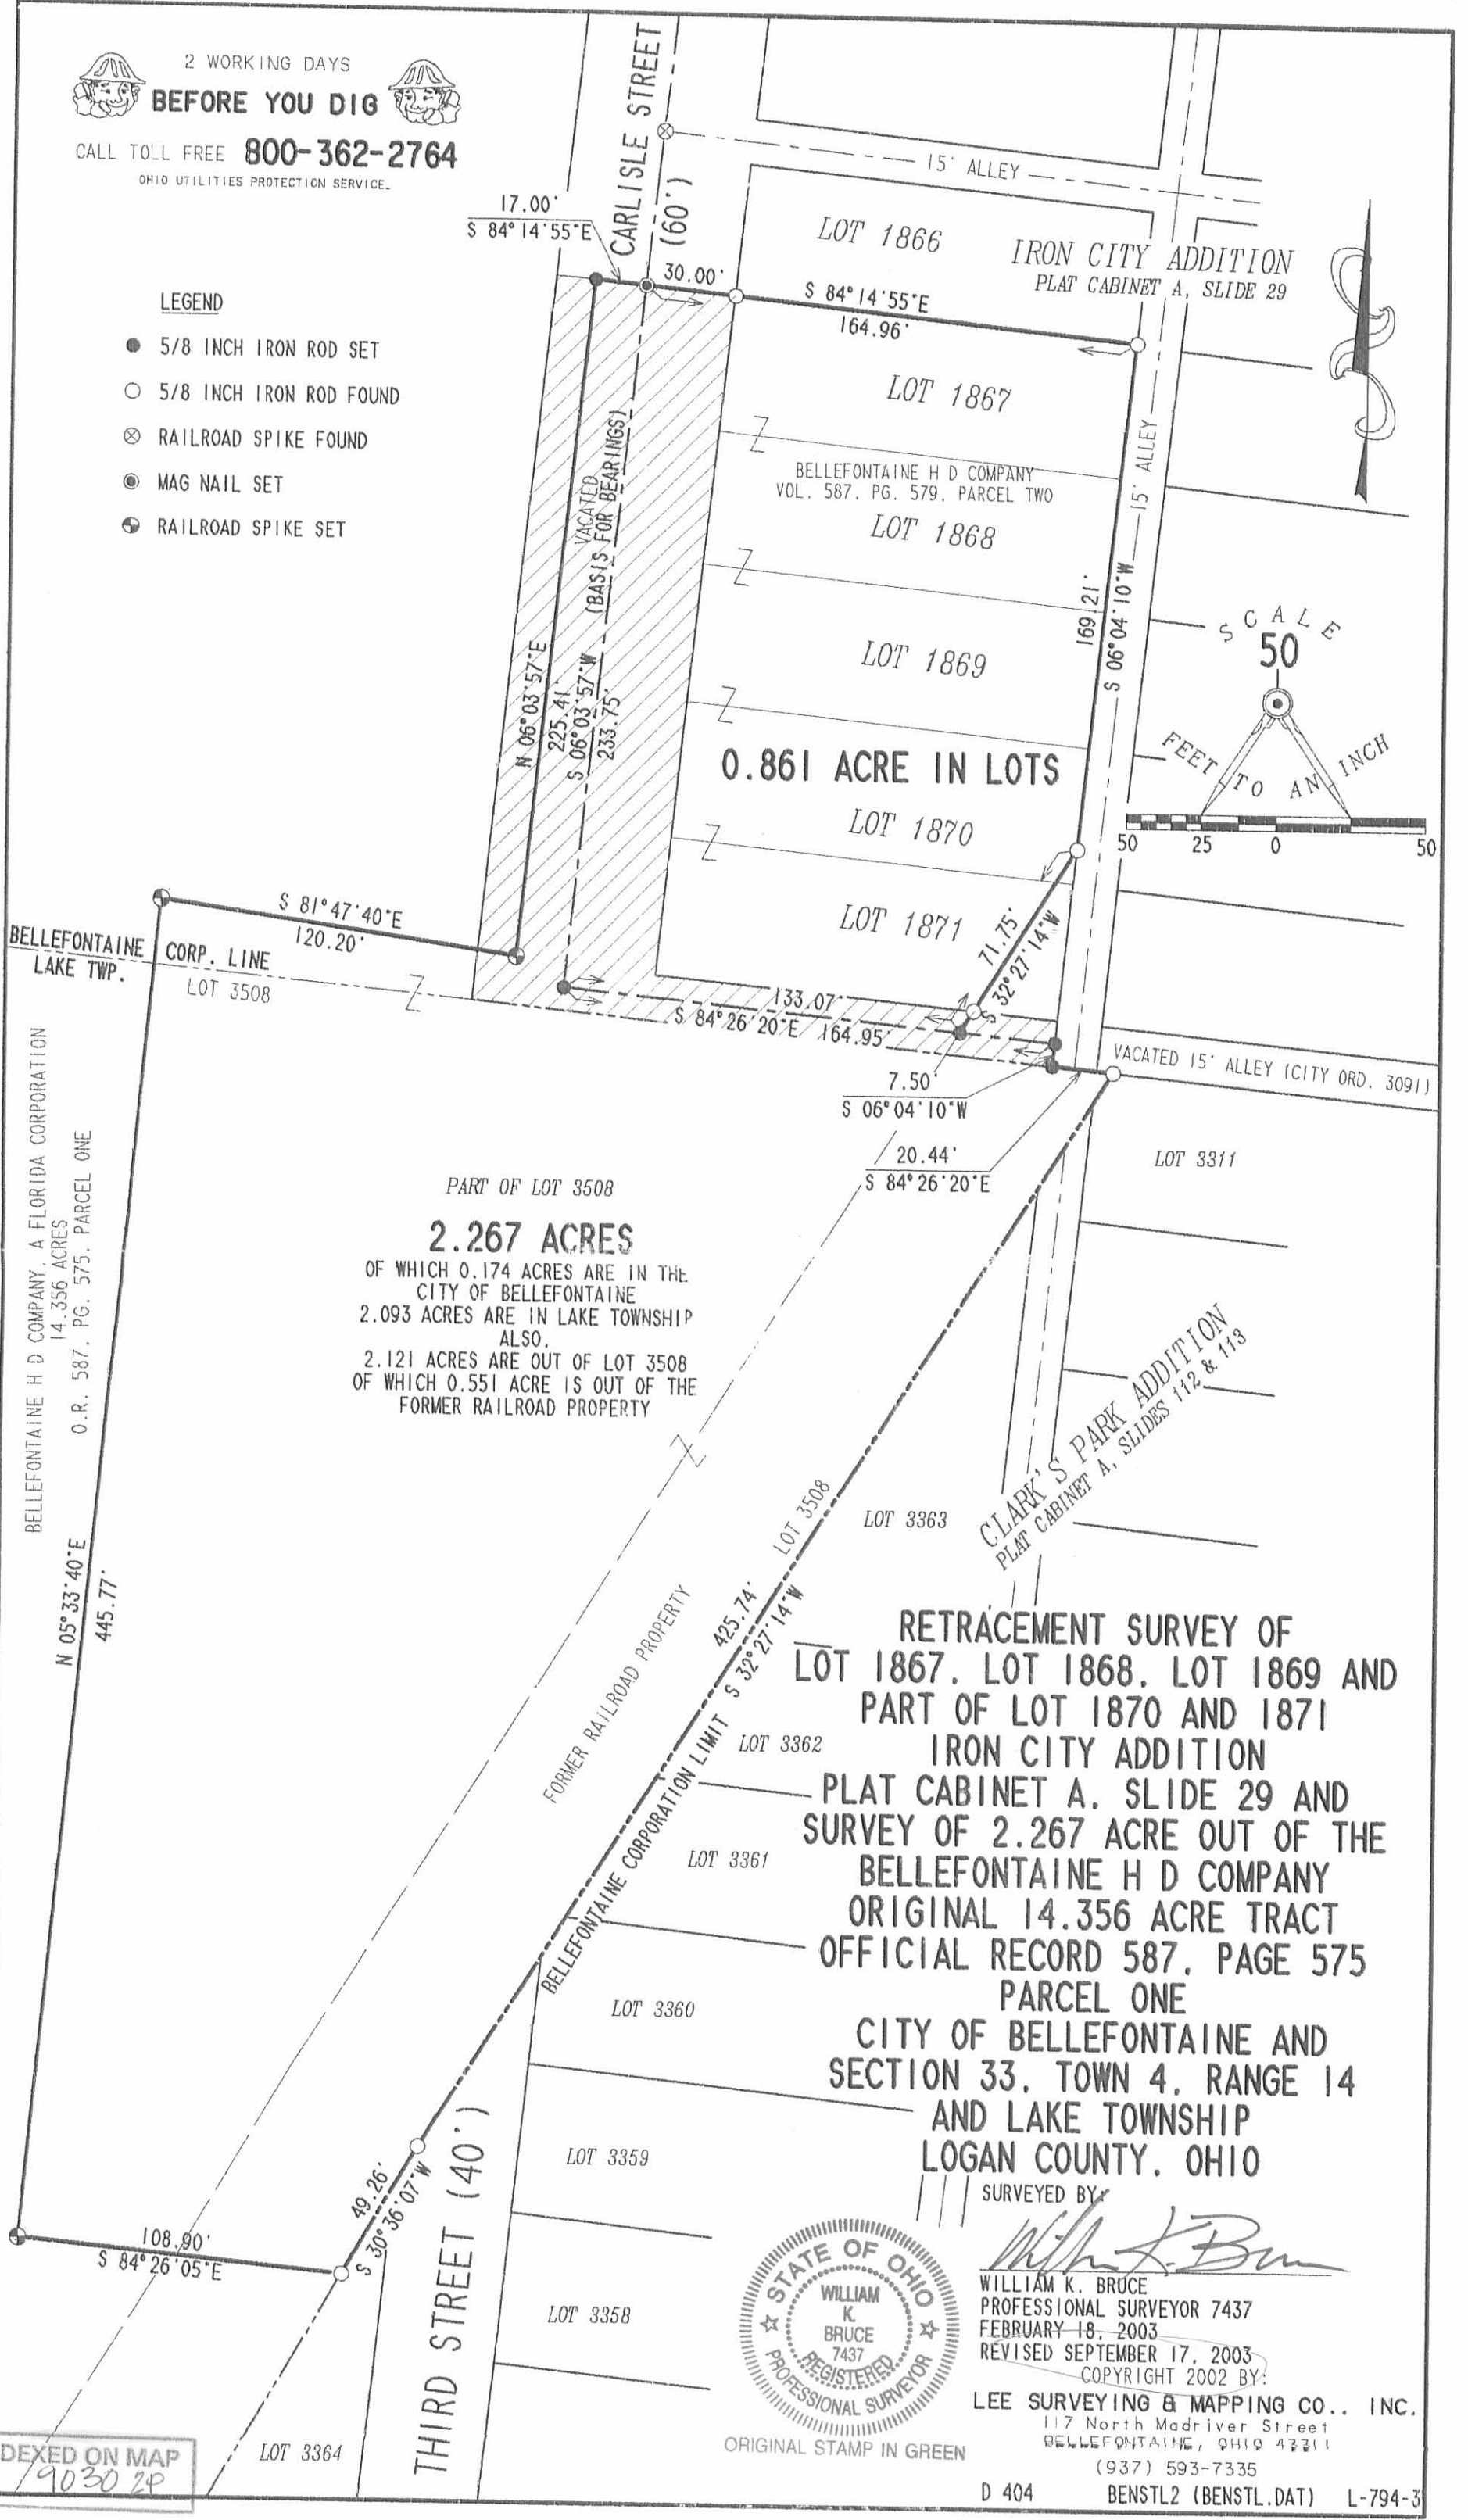 2 WORKING DAYS
BEFORE YOU DIG
CALL TOLL FREE 800-362-2764
OHIO UTILITIES PROTECTION SERVICE.
LEGEND
5/8 INCH IRON ROD SET
5/8 INCH IRON ROD FOUND
RAILROAD SPIKE FOUND
MAG NAIL SET
RAILROAD SPIKE SET
CARLISLE STREET
(60')
15' ALLEY
17.00'
S 84°14'55"E
30.00'
S 84°14'55"E
164.96'
LOT 1866
IRON CITY ADDITION
PLAT CABINET A, SLIDE 29
LOT 1867
BELLEFONTAINE H D COMPANY
VOL. 587. PG. 579. PARCEL TWO
LOT 1868
LOT 1869
0.861 ACRE IN LOTS
LOT 1870
LOT 1871
VACATED
(BASIS FOR BEARINGS)
N 06°03'57"E
225.41'
S 06°03'57"W
233.75'
15' ALLEY
169.21'
S 06°04'10"W
SCALE
50
FEET TO AN INCH
50 25 0 50
71.75'
S 32°27'14"W
S 81°47'40"E
120.20'
BELLEFONTAINE CORP. LINE
LAKE TWP.
LOT 3508
133.07'
S 84°26'20"E 164.95'
7.50'
S 06°04'10"W
20.44'
S 84°26'20"E
VACATED 15' ALLEY (CITY ORD. 3091)
LOT 3311
BELLEFONTAINE H D COMPANY, A FLORIDA CORPORATION
14.356 ACRES
O.R. 587. PG. 575. PARCEL ONE
N 05°33'40"E
445.77'
PART OF LOT 3508
2.267 ACRES
OF WHICH 0.174 ACRES ARE IN THE
CITY OF BELLEFONTAINE
2.093 ACRES ARE IN LAKE TOWNSHIP
ALSO,
2.121 ACRES ARE OUT OF LOT 3508
OF WHICH 0.551 ACRE IS OUT OF THE
FORMER RAILROAD PROPERTY
CLARK'S PARK ADDITION
PLAT CABINET A, SLIDES 112 & 113
LOT 3508
LOT 3363
FORMER RAILROAD PROPERTY
425.74'
S 32°27'14"W
BELLEFONTAINE CORPORATION LIMIT
LOT 3362
LOT 3361
LOT 3360
LOT 3359
LOT 3358
LOT 3364
THIRD STREET (40')
49.26'
S 30°36'07"W
108.90'
S 84°26'05"E
RETRACEMENT SURVEY OF
LOT 1867. LOT 1868. LOT 1869 AND
PART OF LOT 1870 AND 1871
IRON CITY ADDITION
PLAT CABINET A. SLIDE 29 AND
SURVEY OF 2.267 ACRE OUT OF THE
BELLEFONTAINE H D COMPANY
ORIGINAL 14.356 ACRE TRACT
OFFICIAL RECORD 587. PAGE 575
PARCEL ONE
CITY OF BELLEFONTAINE AND
SECTION 33. TOWN 4. RANGE 14
AND LAKE TOWNSHIP
LOGAN COUNTY. OHIO
SURVEYED BY:
William K. Bruce
WILLIAM K. BRUCE
PROFESSIONAL SURVEYOR 7437
FEBRUARY 18, 2003
REVISED SEPTEMBER 17, 2003
COPYRIGHT 2002 BY:
LEE SURVEYING & MAPPING CO.. INC.
117 North Madriver Street
BELLEFONTAINE, OHIO 43311
(937) 593-7335
STATE OF OHIO
WILLIAM
K.
BRUCE
7437
REGISTERED
PROFESSIONAL SURVEYOR
ORIGINAL STAMP IN GREEN
DEXED ON MAP
9030 2P
D 404 BENSTL2 (BENSTL.DAT) L-794-3